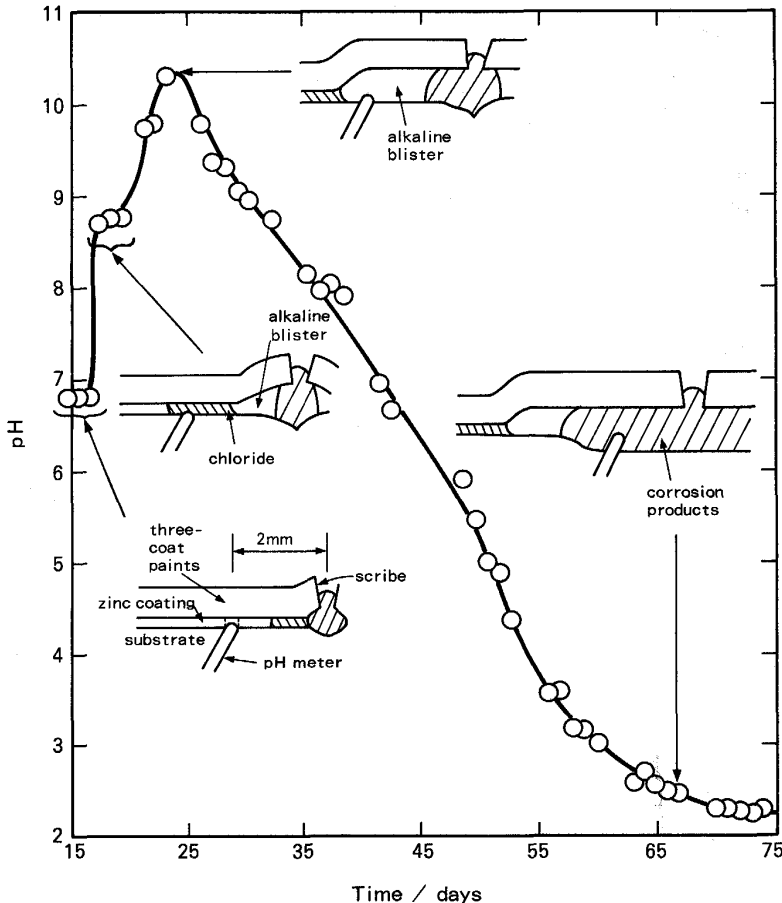 11
10
9
8
7
6
5
4
3
2
pH
alkaline
blister
alkaline
blister
chloride
corrosion
products
three-
coat
paints
2mm
scribe
zinc coating
substrate
pH meter
15 25 35 45 55 65 75
Time / days